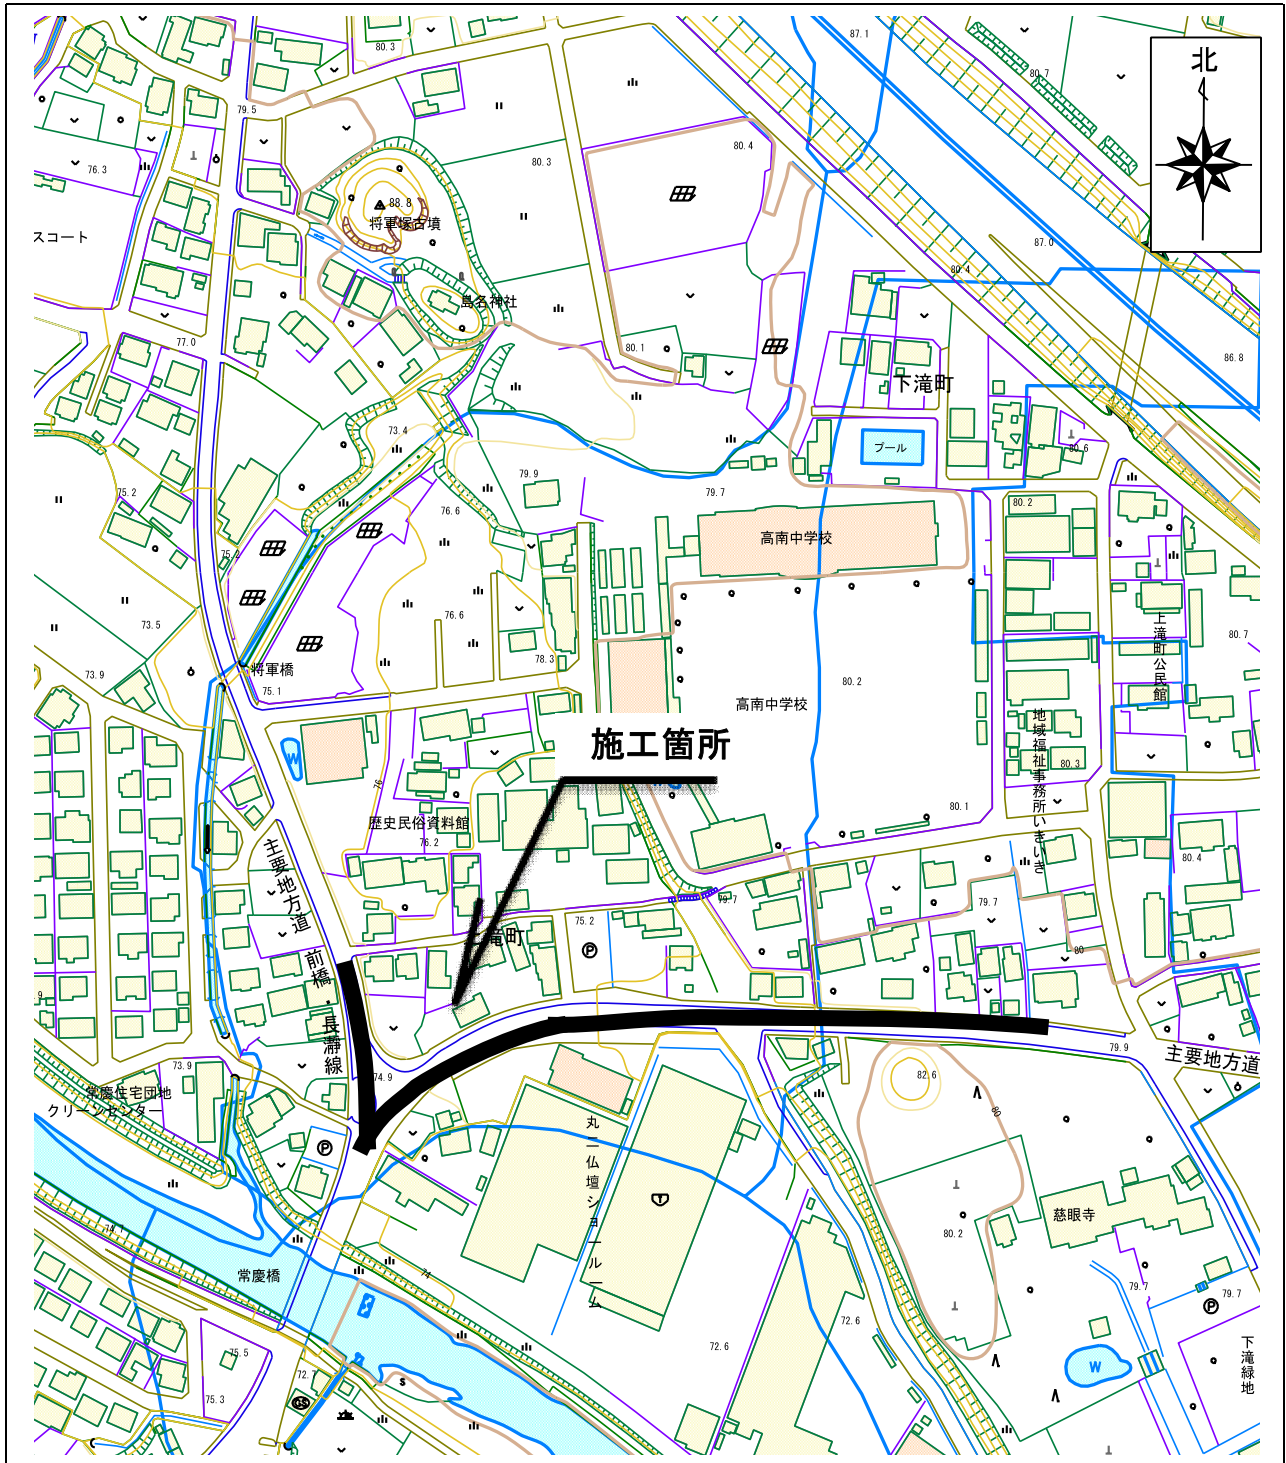 80.3
87.1
80.7
北
79.5
76.3
80.3
80.4
88.8
将軍塚古墳
スコート
87.0
80.4
島名神社
77.0
80.1
86.8
下滝町
73.4
80.6
プール
79.9
79.7
75.2
76.6
80.2
高南中学校
75.2
76.6
73.5
上滝町公民館
80.7
78.3
将軍橋
73.9
75.1
80.2
高南中学校
地域福祉事務所いきいき
施工箇所
80.3
W
76
80.1
歴史民俗資料館
76.2
主要地方道
80.4
79.7
79.7
75.2
滝町
P
前橋・長瀞線
80
79.9
主要地方道
74.9
73.9
常慶住宅団地
クリーンセンター
82.6
80
丸二仏壇ショールーム
P
T
慈眼寺
74.7
80.2
常慶橋
74
79.7
79.7
P
72.6
72.6
75.5
下滝緑地
W
72.7
S
75.3
GS